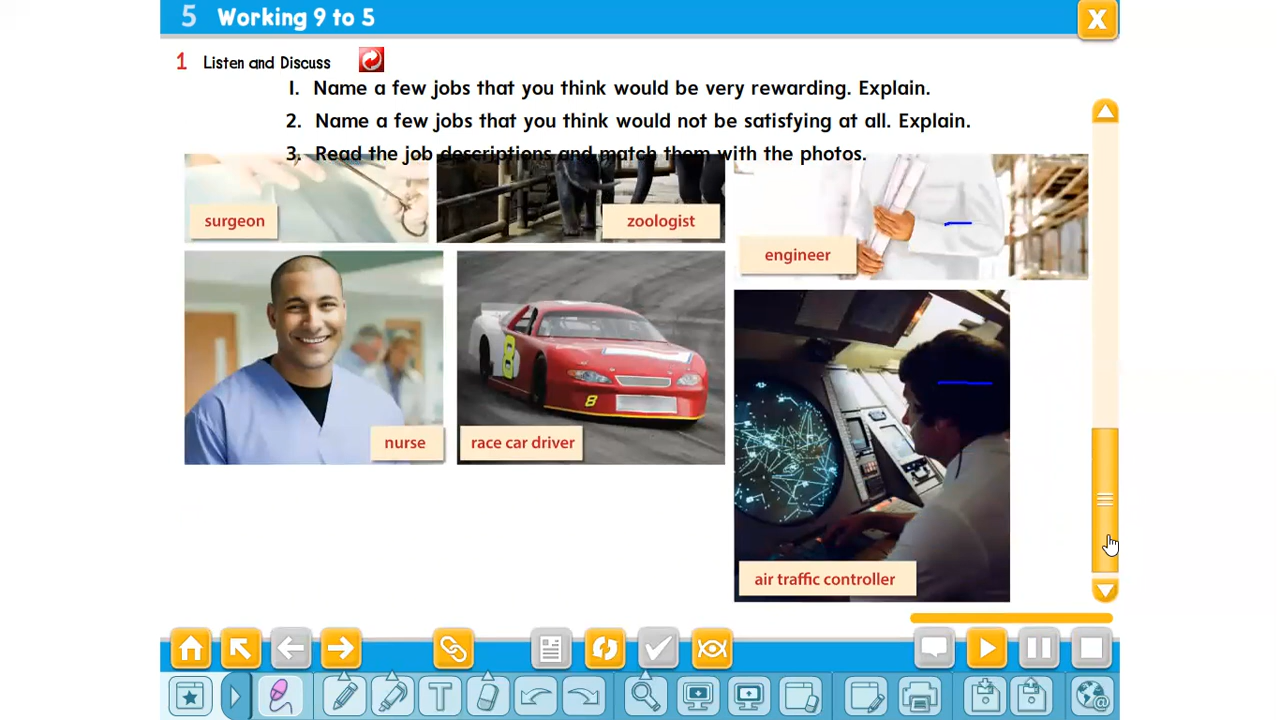 5 Working 9 to 5
X
1 Listen and Discuss
1. Name a few jobs that you think would be very rewarding. Explain.
2. Name a few jobs that you think would not be satisfying at all. Explain.
3. Read the job descriptions and match them with the photos.
surgeon
zoologist
engineer
8
8
nurse
race car driver
air traffic controller
T